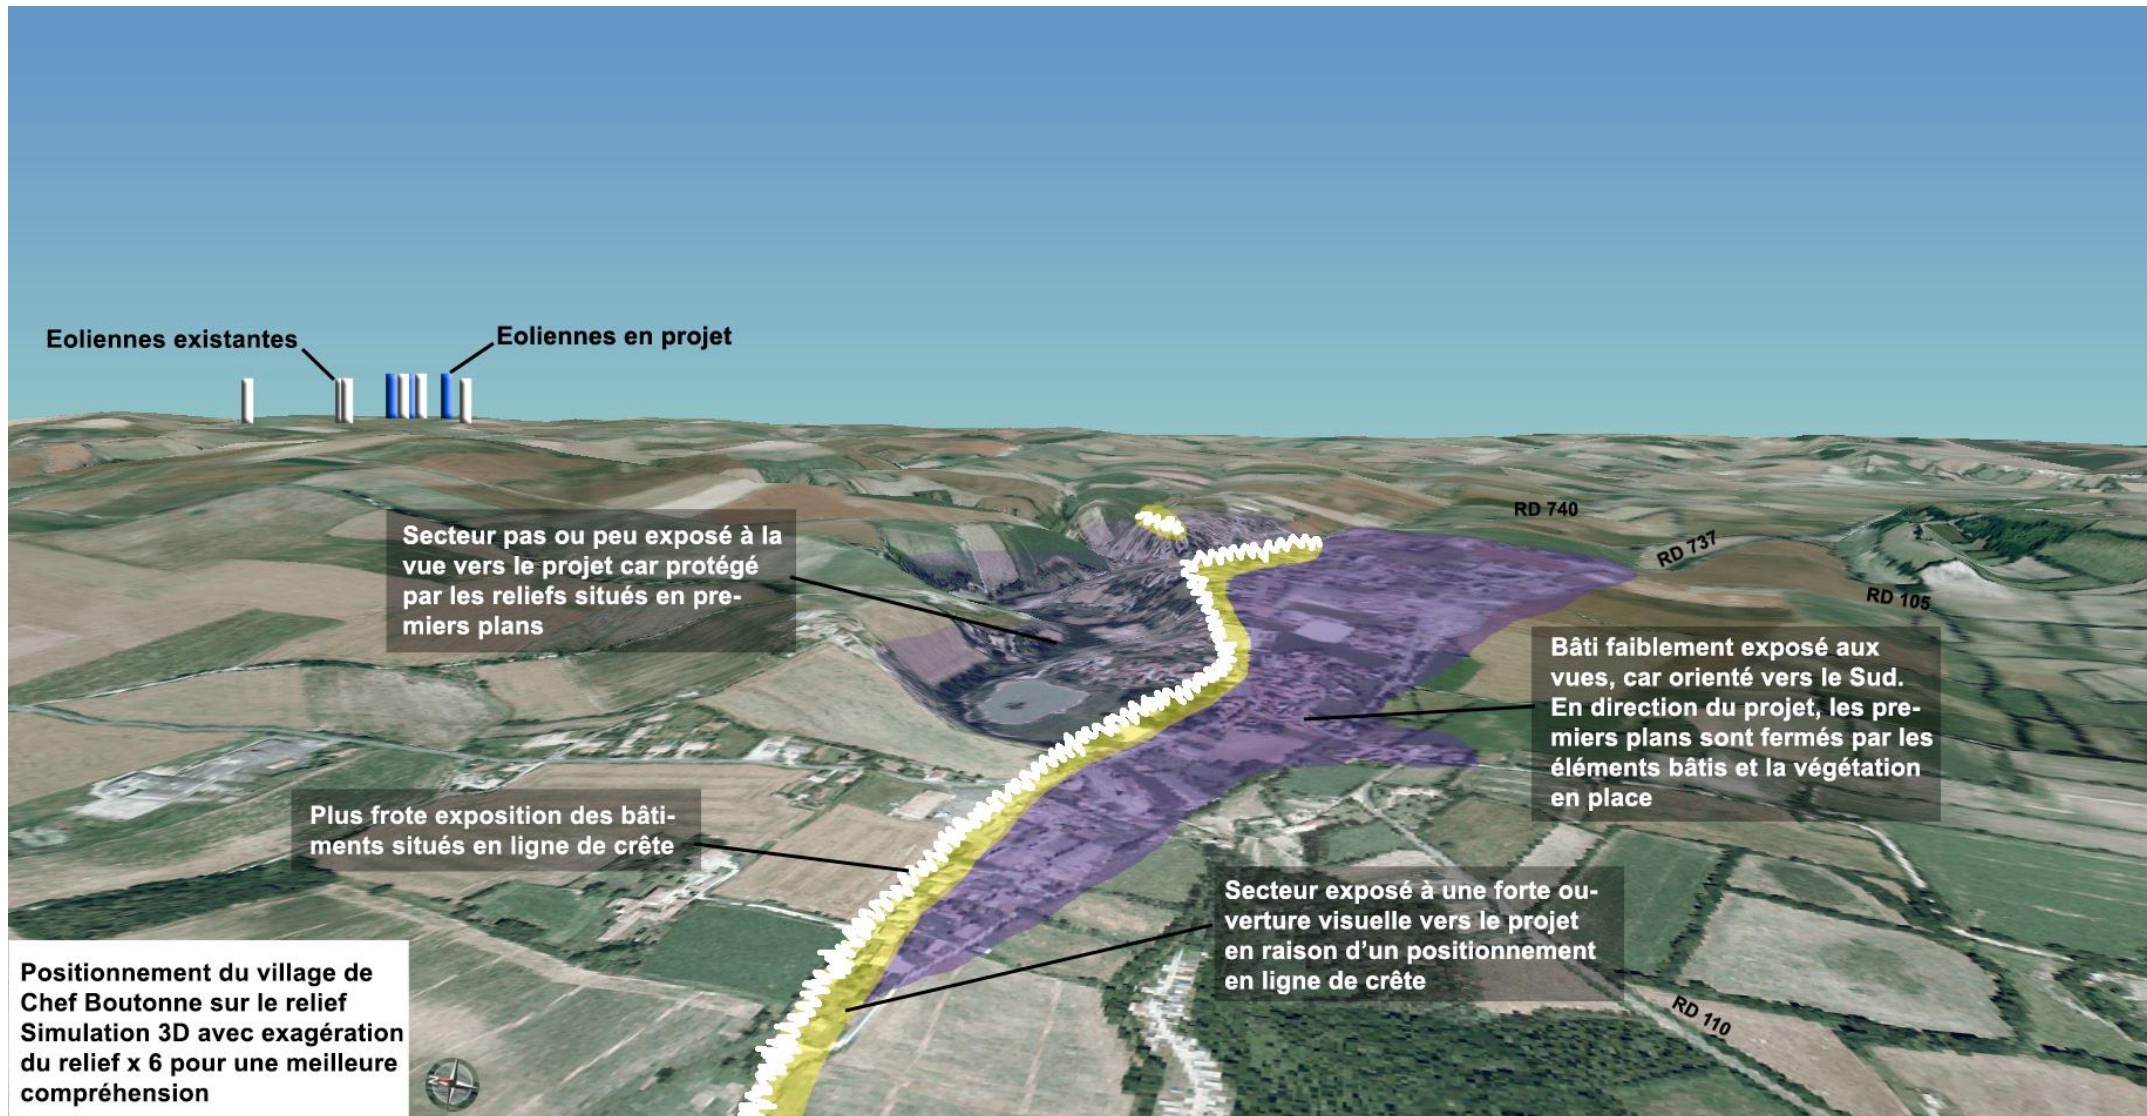 Eoliennes existantes
Eoliennes en projet
RD 740
RD 737
RD 105
Secteur pas ou peu exposé à la
vue vers le projet car protégé
par les reliefs situés en pre-
miers plans
Bâti faiblement exposé aux
vues, car orienté vers le Sud.
En direction du projet, les pre-
miers plans sont fermés par les
éléments bâtis et la végétation
en place
Plus frote exposition des bâti-
ments situés en ligne de crête
Secteur exposé à une forte ou-
verture visuelle vers le projet
en raison d'un positionnement
en ligne de crête
RD 110
Positionnement du village de
Chef Boutonne sur le relief
Simulation 3D avec exagération
du relief x 6 pour une meilleure
compréhension